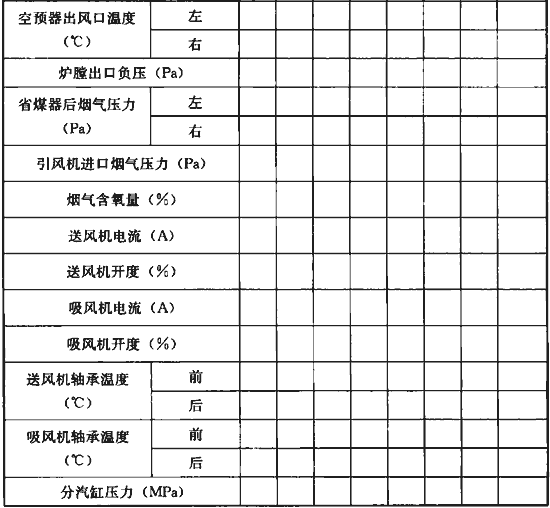 空预器出风口温度
（℃）
左
右
炉膛出口负压（Pa）
省煤器后烟气压力
（Pa）
左
右
引风机进口烟气压力（Pa）
烟气含氧量（%）
送风机电流（A）
送风机开度（%）
吸风机电流（A）
吸风机开度（%）
送风机轴承温度
（℃）
前
后
吸风机轴承温度
（℃）
前
后
分汽缸压力（MPa）